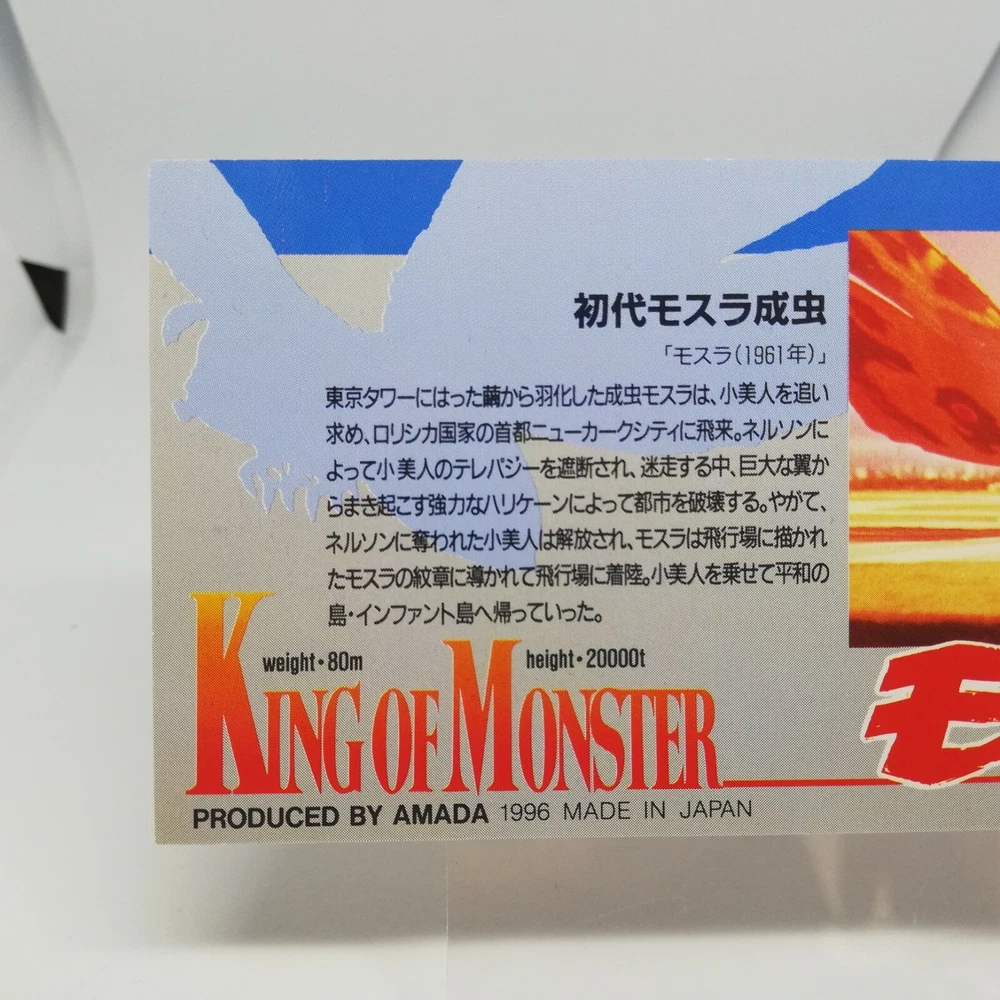 初代モスラ成虫
「モスラ(1961年)」
東京タワーにはった繭から羽化した成虫モスラは、小美人を追い
求め、ロリシカ国家の首都ニューカークシティに飛来。ネルソンに
よって小美人のテレパジーを遮断され、迷走する中、巨大な翼か
らまき起こす強力なハリケーンによって都市を破壊する。やがて、
ネルソンに奪われた小美人は解放され、モスラは飛行場に描かれ
たモスラの紋章に導かれて飛行場に着陸。小美人を乗せて平和の
島・インファント島へ帰っていった。
weight・80m height・20000t
KING OF MONSTER
モ
PRODUCED BY AMADA 1996 MADE IN JAPAN